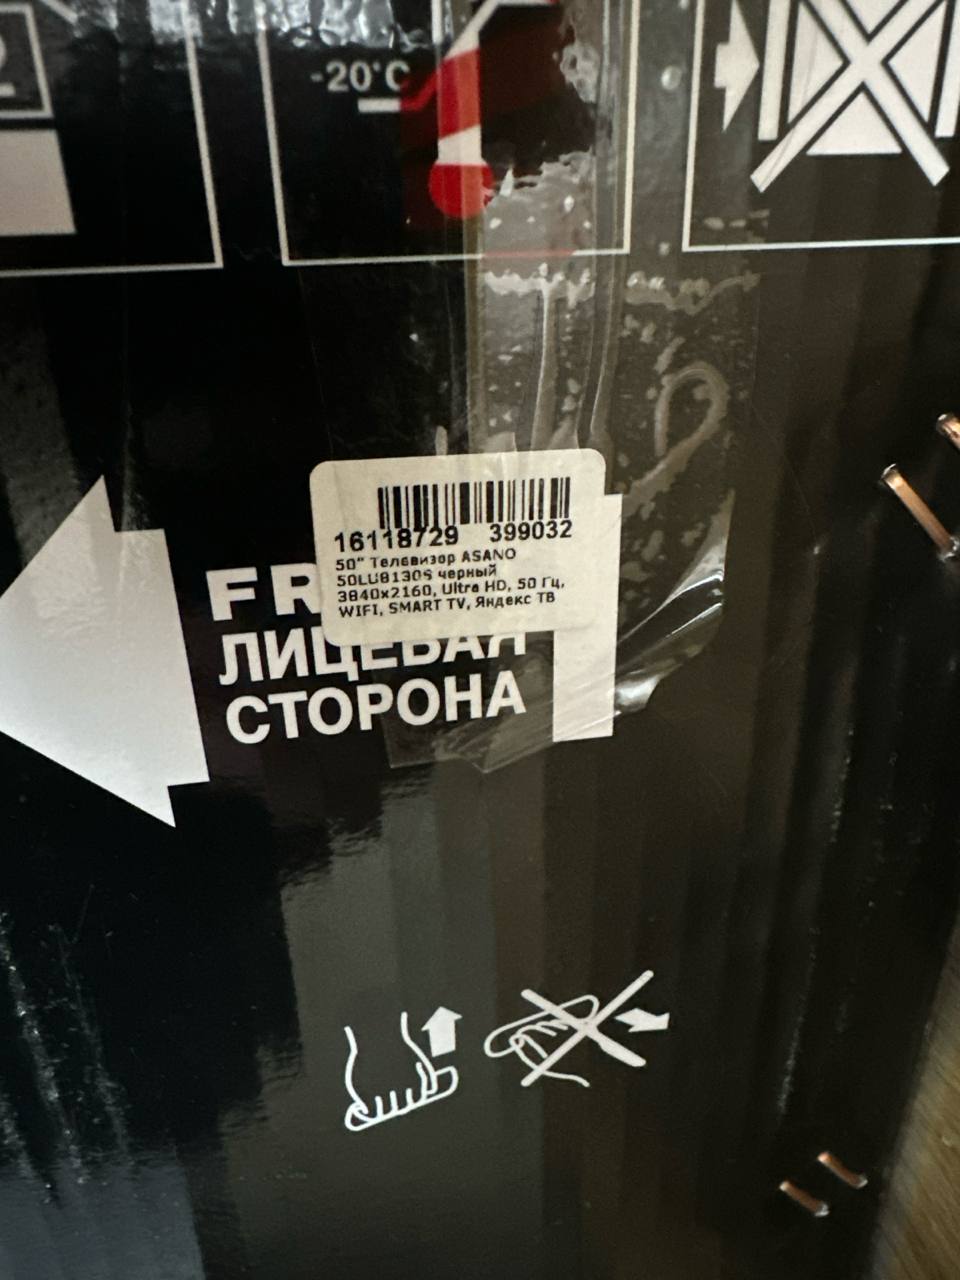 -20°C
16118729 399032
50" Телевизор ASANO
50LU8130S черный
3840x2160, Ultra HD, 50 Гц,
WIFI, SMART TV, Яндекс ТВ
FR
ЛИЦЕВАЯ
СТОРОНА